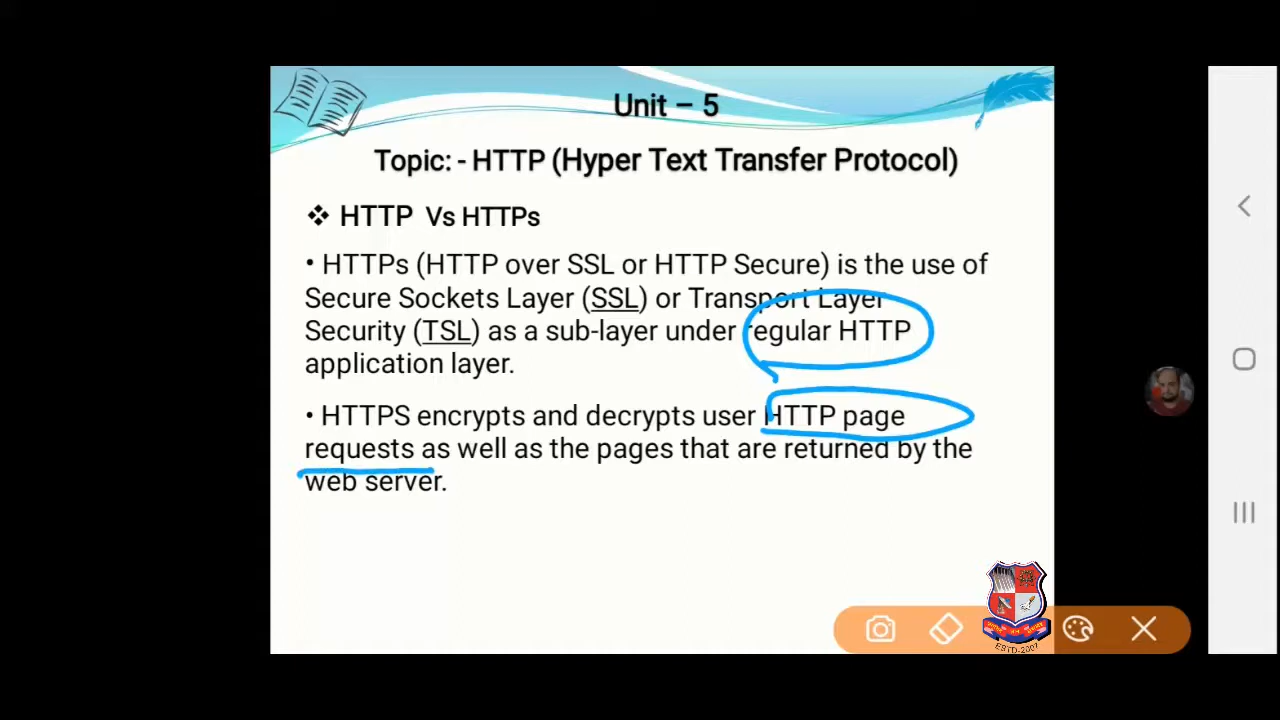 Unit – 5
Topic: - HTTP (Hyper Text Transfer Protocol)
❖ HTTP Vs HTTPs
• HTTPs (HTTP over SSL or HTTP Secure) is the use of
Secure Sockets Layer (SSL) or Transport Layer
Security (TSL) as a sub-layer under regular HTTP
application layer.
• HTTPS encrypts and decrypts user HTTP page
requests as well as the pages that are returned by the
web server.
ESTD-2007